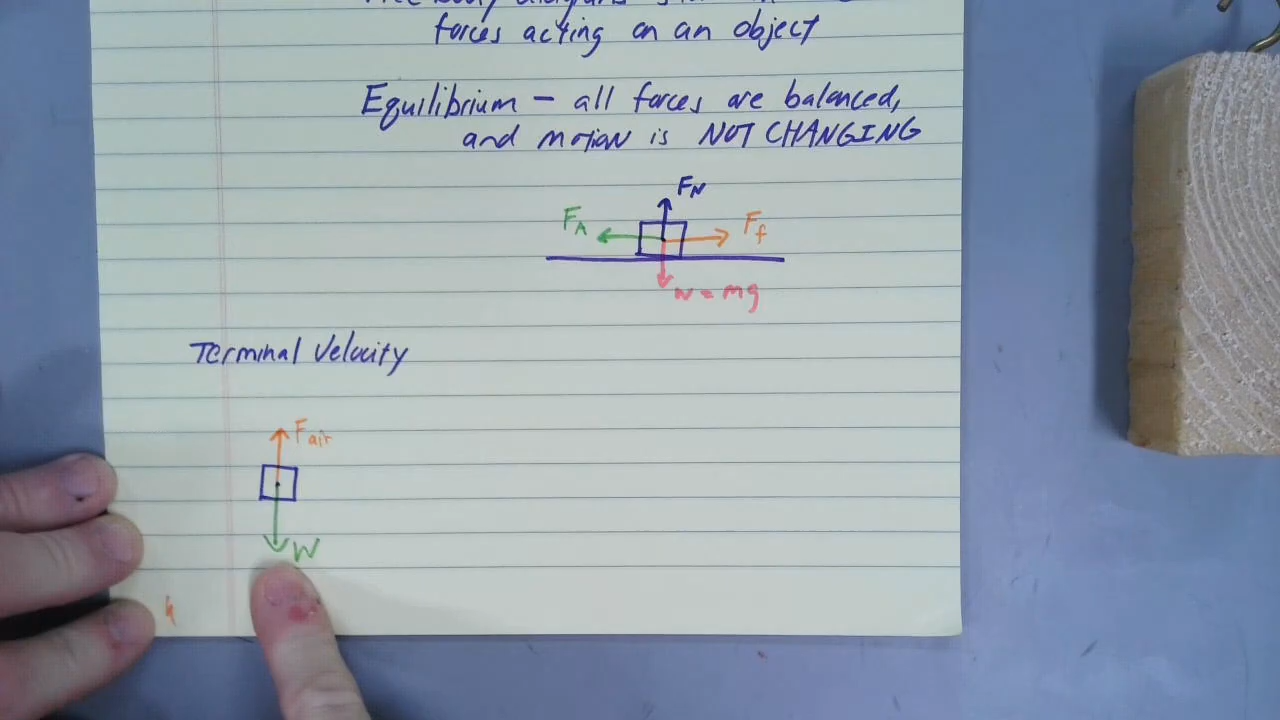 forces acting on an object
Equilibrium – all forces are balanced,
and motion is NOT CHANGING
FN
FA
Ff
W = mg
Terminal Velocity
Fair
W